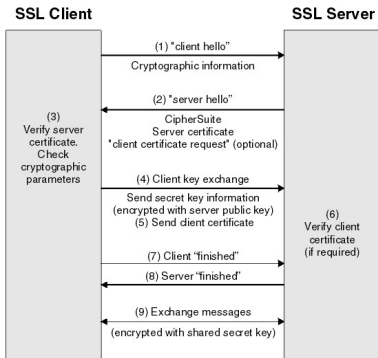 SSL Client
SSL Server
(1) "client hello"
Cryptographic information
(2) "server hello"
CipherSuite
Server certificate
"client certificate request" (optional)
(3)
Verify server
certificate.
Check
cryptographic
parameters
(4) Client key exchange
Send secret key information
(encrypted with server public key)
(5) Send client certificate
(6)
Verify client
certificate
(if required)
(7) Client “finished”
(8) Server “finished”
(9) Exchange messages
(encrypted with shared secret key)